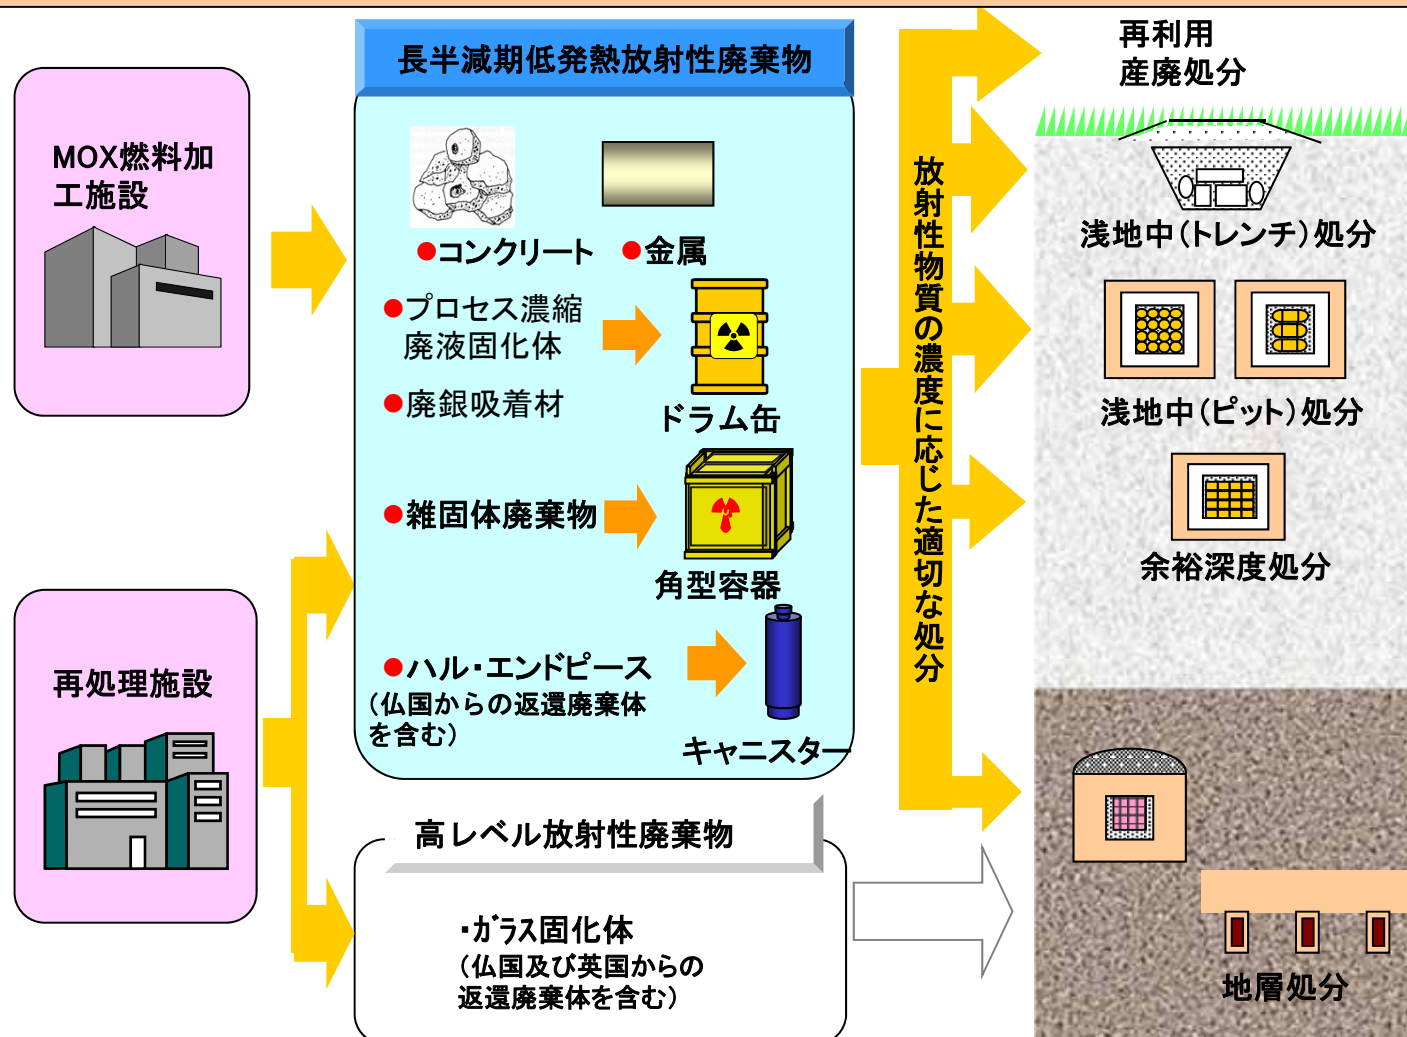 MOX燃料加
工施設
再処理施設
長半減期低発熱放射性廃棄物
●コンクリート ●金属
●プロセス濃縮
廃液固化体
●廃銀吸着材
ドラム缶
●雑固体廃棄物
角型容器
●ハル・エンドピース
(仏国からの返還廃棄体
を含む)
キャニスター
高レベル放射性廃棄物
・ガラス固化体
(仏国及び英国からの
返還廃棄体を含む)
放射性物質の濃度に応じた適切な処分
再利用
産廃処分
浅地中(トレンチ)処分
浅地中(ピット)処分
余裕深度処分
地層処分